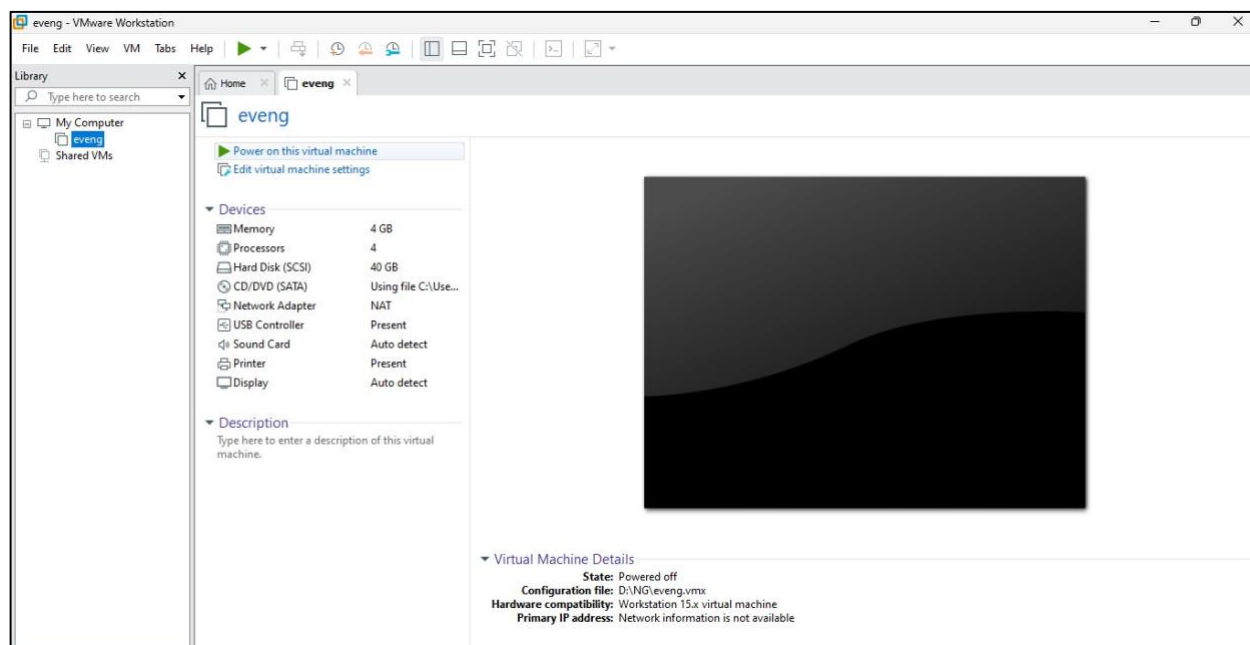 eveng - VMware Workstation
File Edit View VM Tabs Help
Library
Type here to search
My Computer
eveng
Shared VMs
Home
eveng
eveng
Power on this virtual machine
Edit virtual machine settings
Devices
Memory 4 GB
Processors 4
Hard Disk (SCSI) 40 GB
CD/DVD (SATA) Using file C:\Use...
Network Adapter NAT
USB Controller Present
Sound Card Auto detect
Printer Present
Display Auto detect
Description
Type here to enter a description of this virtual
machine.
Virtual Machine Details
State: Powered off
Configuration file: D:\NG\eveng.vmx
Hardware compatibility: Workstation 15.x virtual machine
Primary IP address: Network information is not available